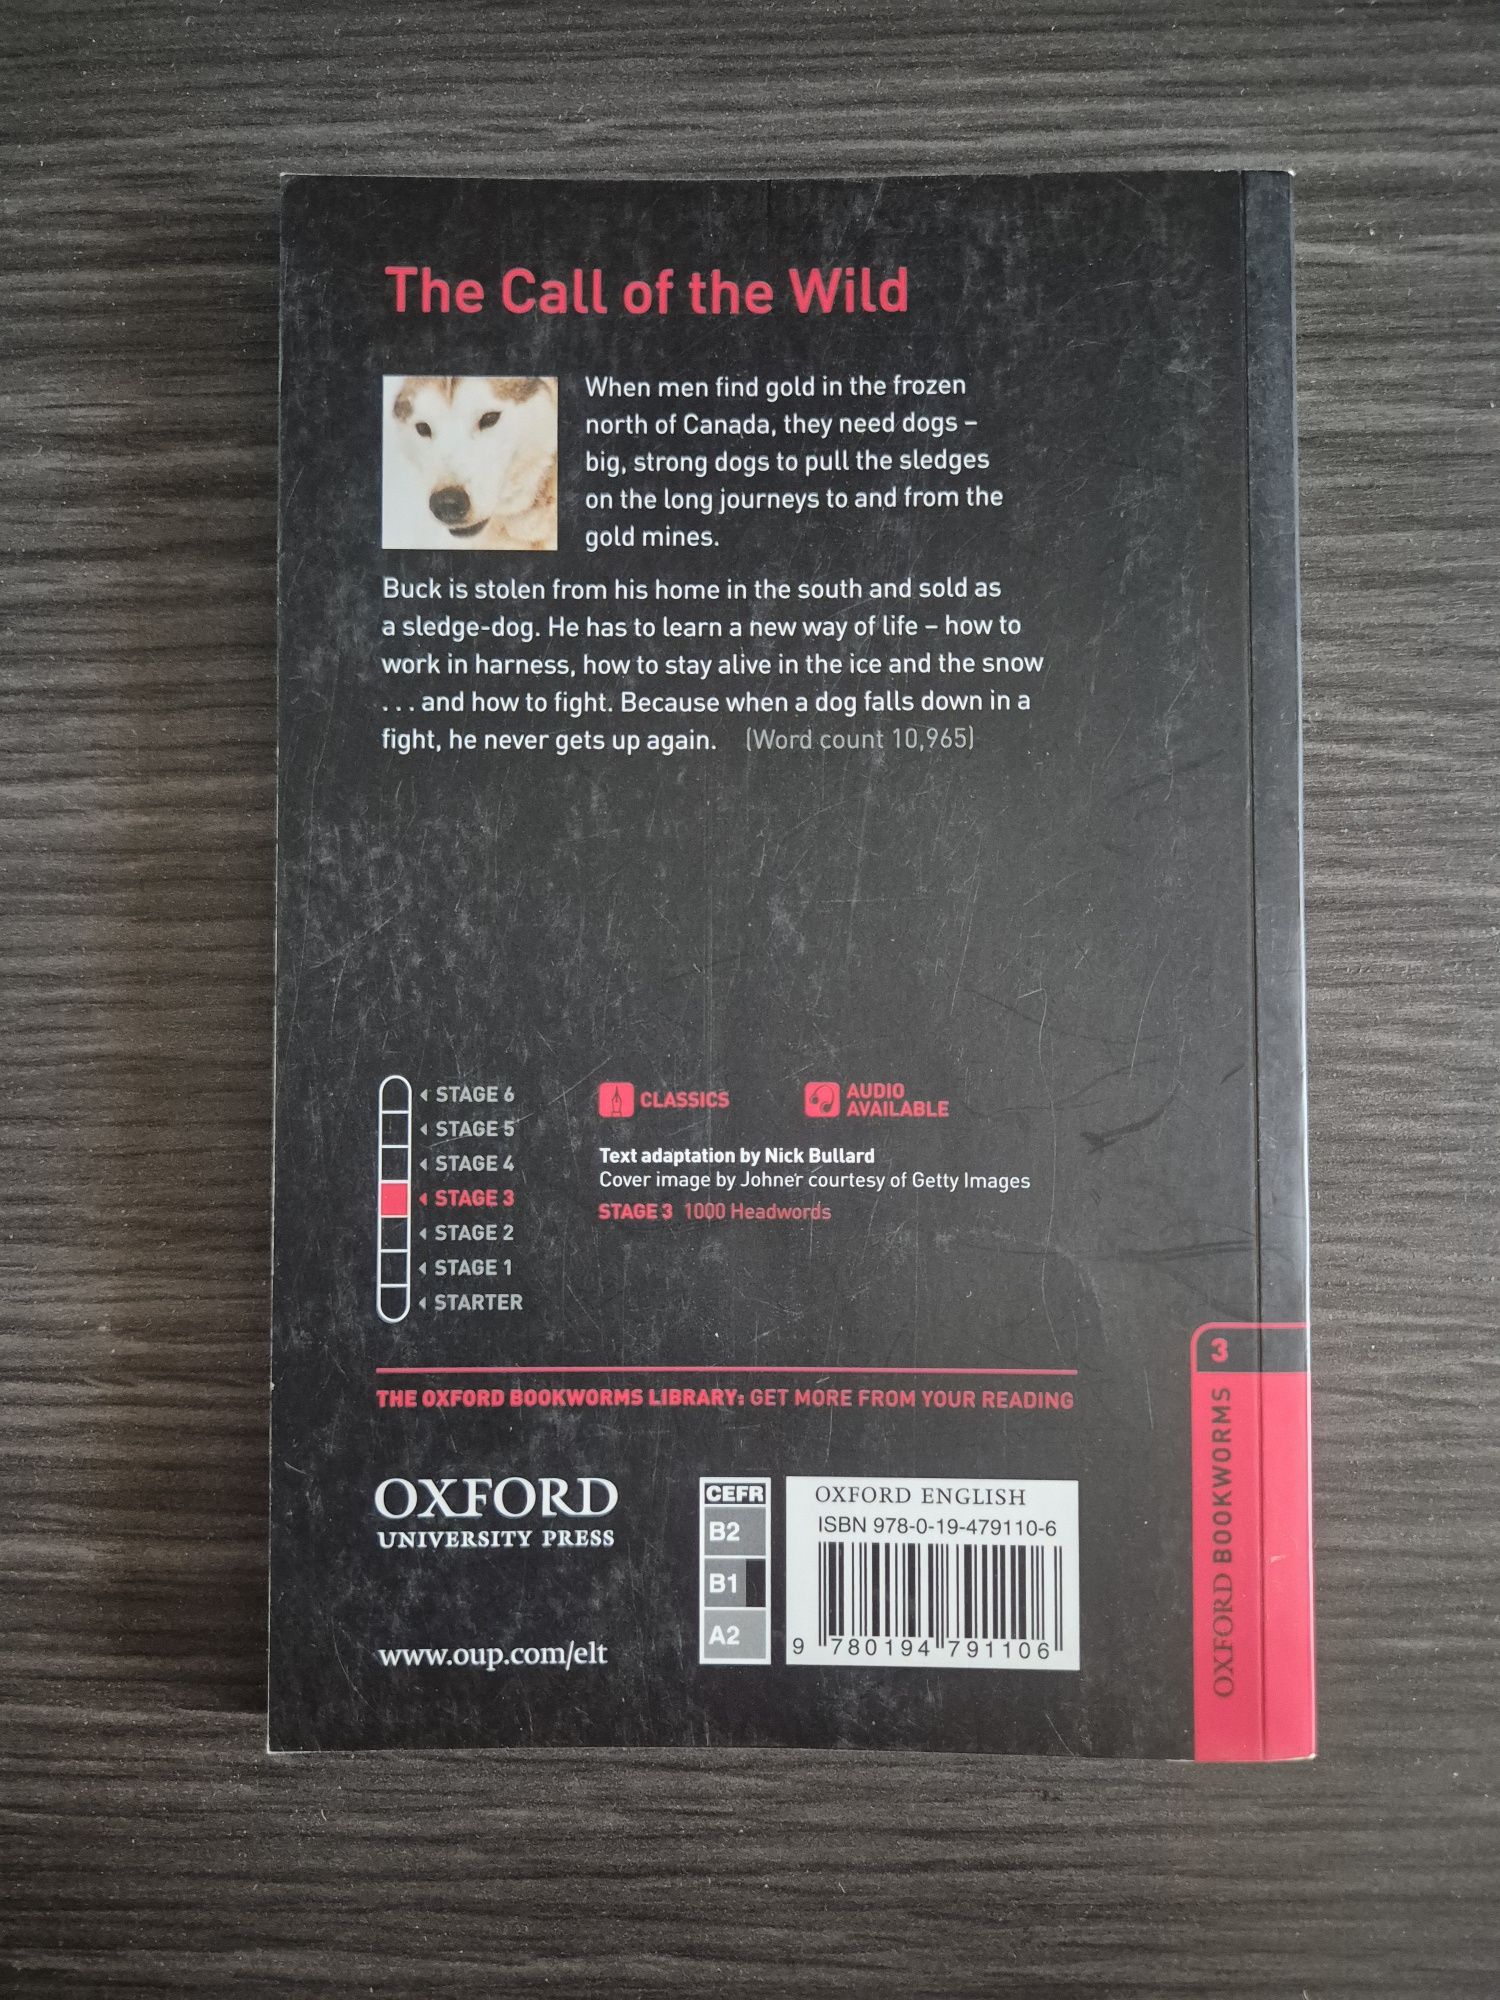 The Call of the Wild
When men find gold in the frozen
north of Canada, they need dogs –
big, strong dogs to pull the sledges
on the long journeys to and from the
gold mines.
Buck is stolen from his home in the south and sold as
a sledge-dog. He has to learn a new way of life – how to
work in harness, how to stay alive in the ice and the snow
. . . and how to fight. Because when a dog falls down in a
fight, he never gets up again. (Word count 10,965)
STAGE 6
STAGE 5
STAGE 4
STAGE 3
STAGE 2
STAGE 1
STARTER
CLASSICS
AUDIO
AVAILABLE
Text adaptation by Nick Bullard
Cover image by Johner courtesy of Getty Images
STAGE 3 1000 Headwords
THE OXFORD BOOKWORMS LIBRARY: GET MORE FROM YOUR READING
OXFORD
UNIVERSITY PRESS
www.oup.com/elt
CEFR
B2
B1
A2
OXFORD ENGLISH
ISBN 978-0-19-479110-6
9 780194 791106
3
OXFORD BOOKWORMS